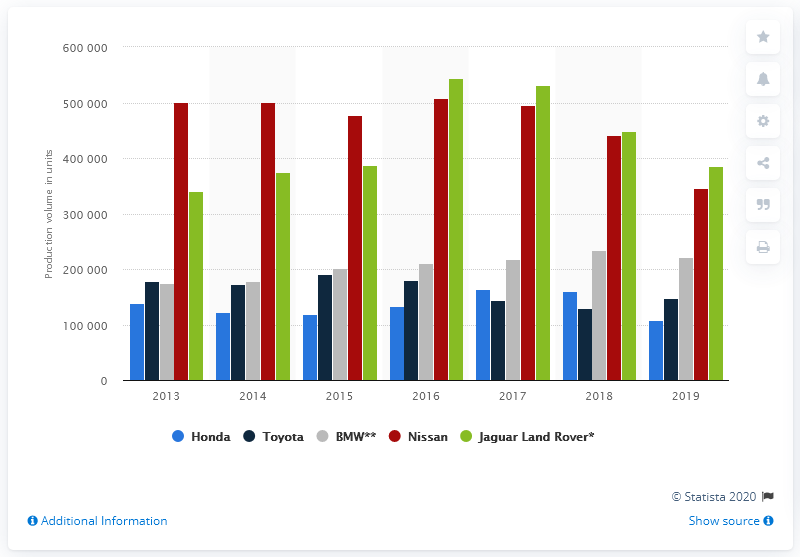 600 000
500 000
400 000
300 000
200 000
100 000
0
Production volume in units
2013 2014 2015 2016 2017 2018 2019
Honda Toyota BMW** Nissan Jaguar Land Rover*
© Statista 2020
Additional Information Show source